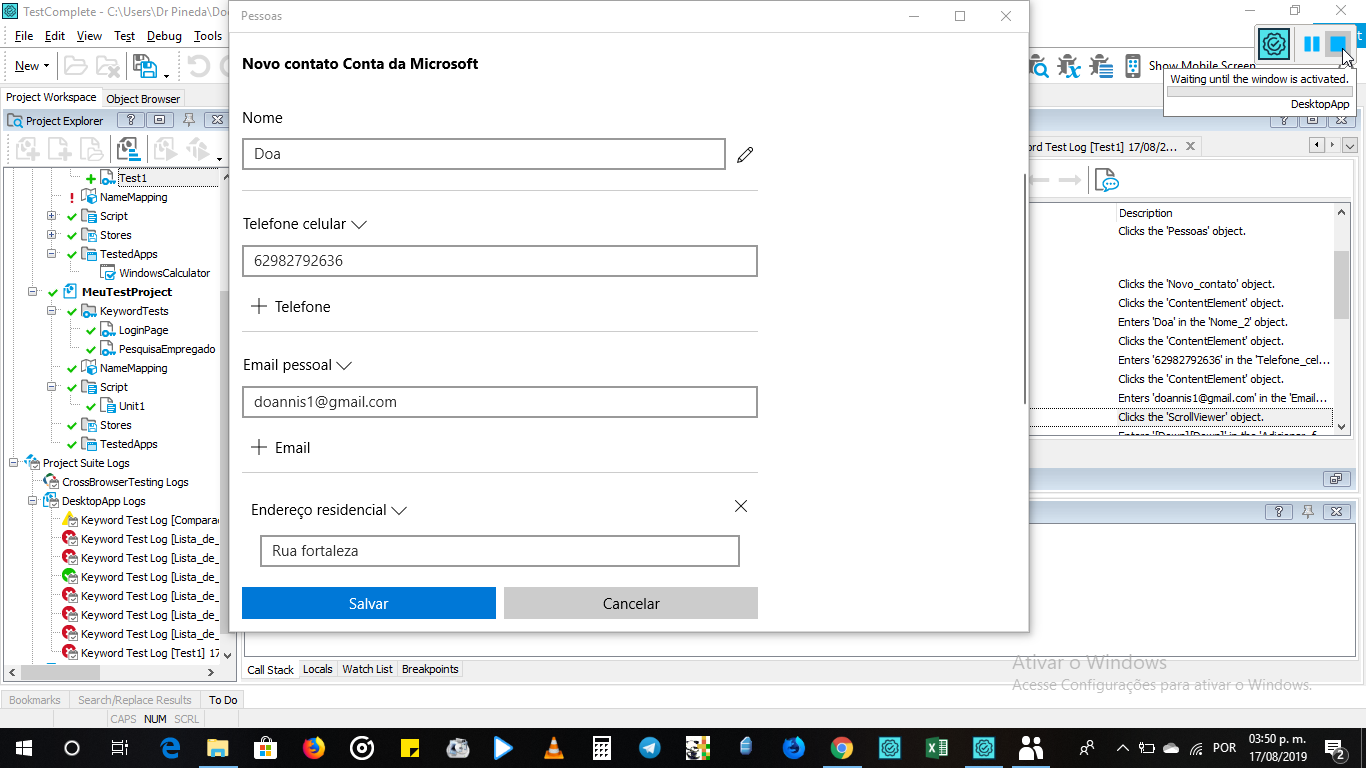 TestComplete - C:\Users\Dr Pineda\Doc
File Edit View Test Debug Tools
New
Show Mobile Screen
Waiting until the window is activated.
DesktopApp
Project Workspace Object Browser
Project Explorer
Test1
NameMapping
Script
Stores
TestedApps
WindowsCalculator
MeuTestProject
KeywordTests
LoginPage
PesquisaEmpregado
NameMapping
Script
Unit1
Stores
TestedApps
Project Suite Logs
CrossBrowserTesting Logs
DesktopApp Logs
Keyword Test Log [Compara
Keyword Test Log [Lista_de_
Keyword Test Log [Lista_de_
Keyword Test Log [Lista_de_
Keyword Test Log [Lista_de_
Keyword Test Log [Lista_de_
Keyword Test Log [Lista_de_
Keyword Test Log [Test1] 17
Pessoas
Novo contato Conta da Microsoft
Nome
Doa
Telefone celular
62982792636
Telefone
Email pessoal
doannis1@gmail.com
Email
Endereço residencial
Rua fortaleza
Salvar Cancelar
ord Test Log [Test1] 17/08/2...
Description
Clicks the 'Pessoas' object.
Clicks the 'Novo_contato' object.
Clicks the 'ContentElement' object.
Enters 'Doa' in the 'Nome_2' object.
Clicks the 'ContentElement' object.
Enters '62982792636' in the 'Telefone_cel...
Clicks the 'ContentElement' object.
Enters 'doannis1@gmail.com' in the 'Email...
Clicks the 'ScrollViewer' object.
Enters '[Down][Down]' in the 'Adicionar_f...
Call Stack Locals Watch List Breakpoints
Ativar o Windows
Acesse Configurações para ativar o Windows.
Bookmarks Search/Replace Results To Do
CAPS NUM SCRL
POR
03:50 p. m.
17/08/2019
2